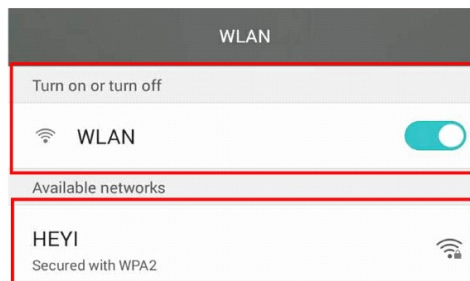 WLAN
Turn on or turn off
WLAN
Available networks
HEYI
Secured with WPA2